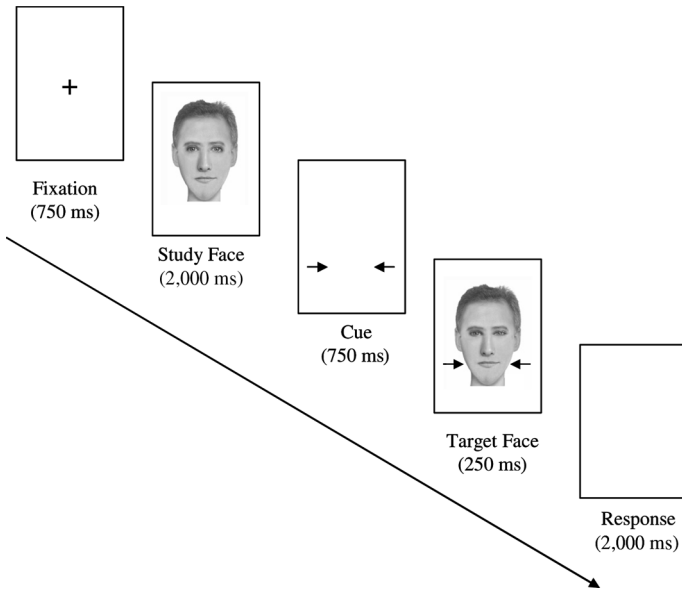 Fixation
(750 ms)
Study Face
(2,000 ms)
Cue
(750 ms)
Target Face
(250 ms)
Response
(2,000 ms)